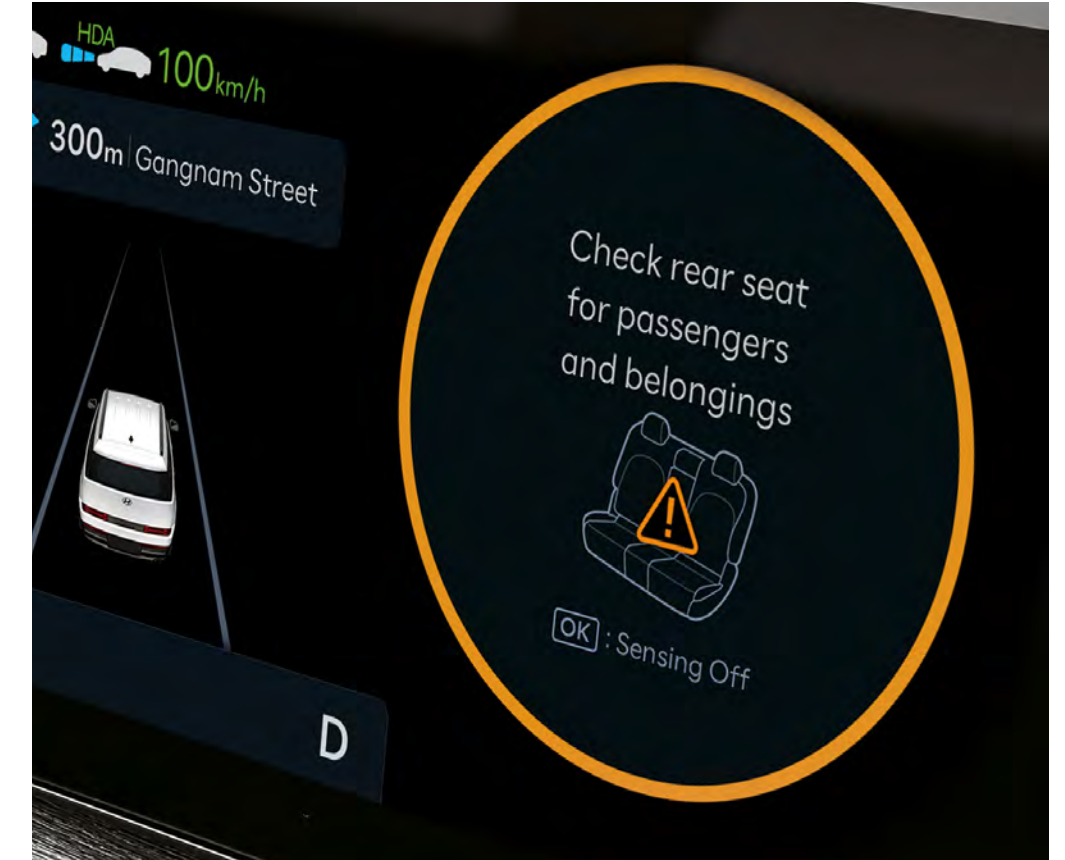 HDA
100km/h
300m Gangnam Street
Check rear seat
for passengers
and belongings
OK : Sensing Off
D